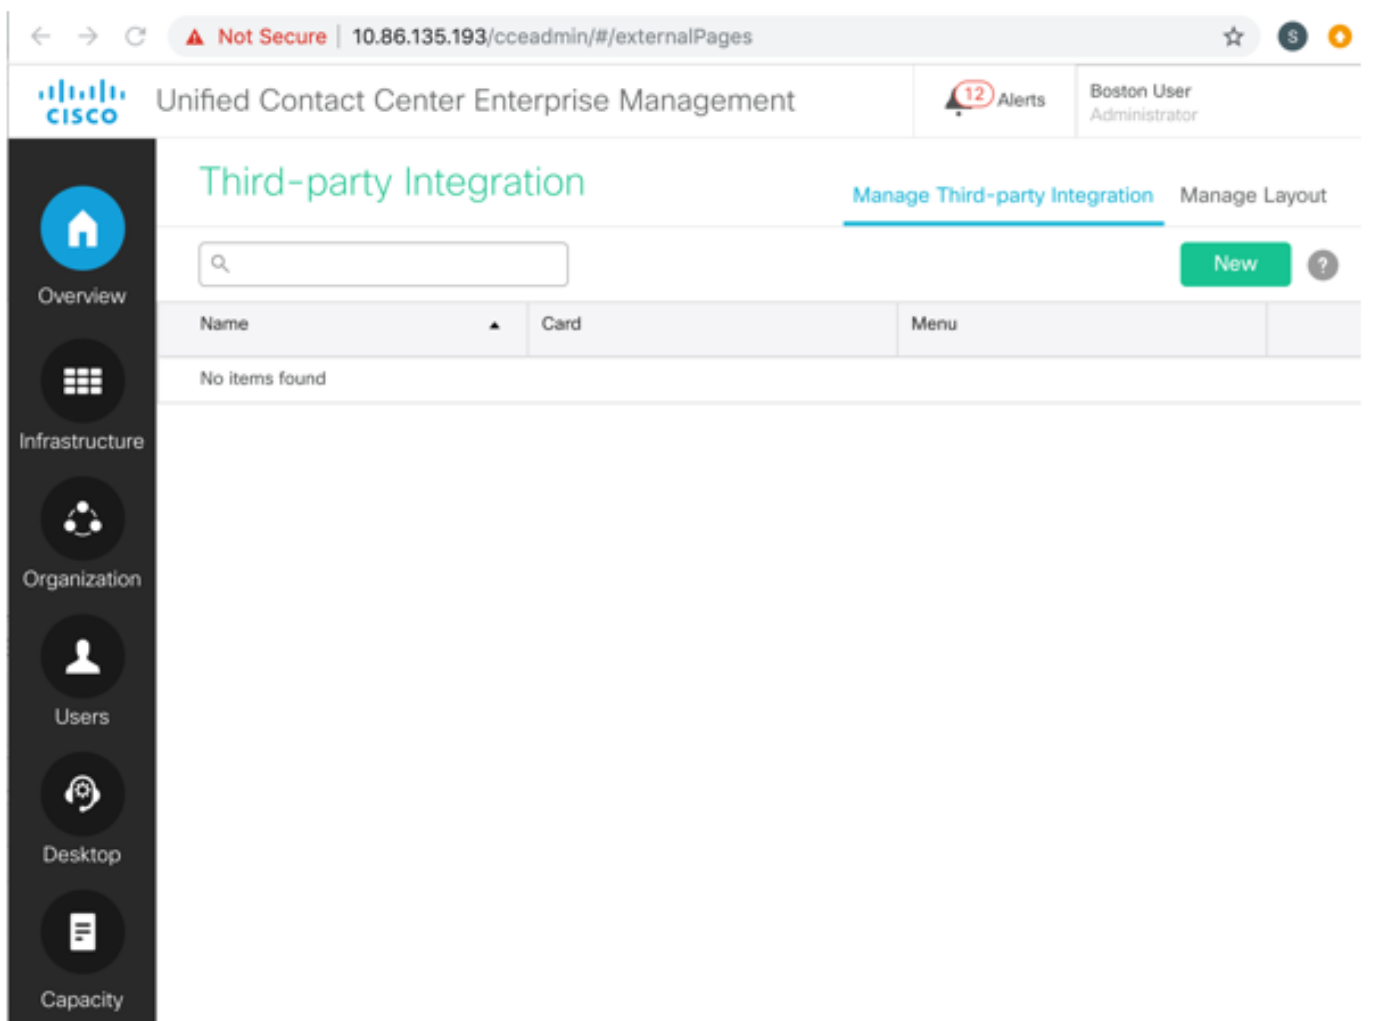 Not Secure | 10.86.135.193/cceadmin/#/externalPages
S
CISCO
Unified Contact Center Enterprise Management
12 Alerts
Boston User
Administrator
Third-party Integration
Manage Third-party Integration
Manage Layout
New
?
Name
Card
Menu
No items found
Overview
Infrastructure
Organization
Users
Desktop
Capacity